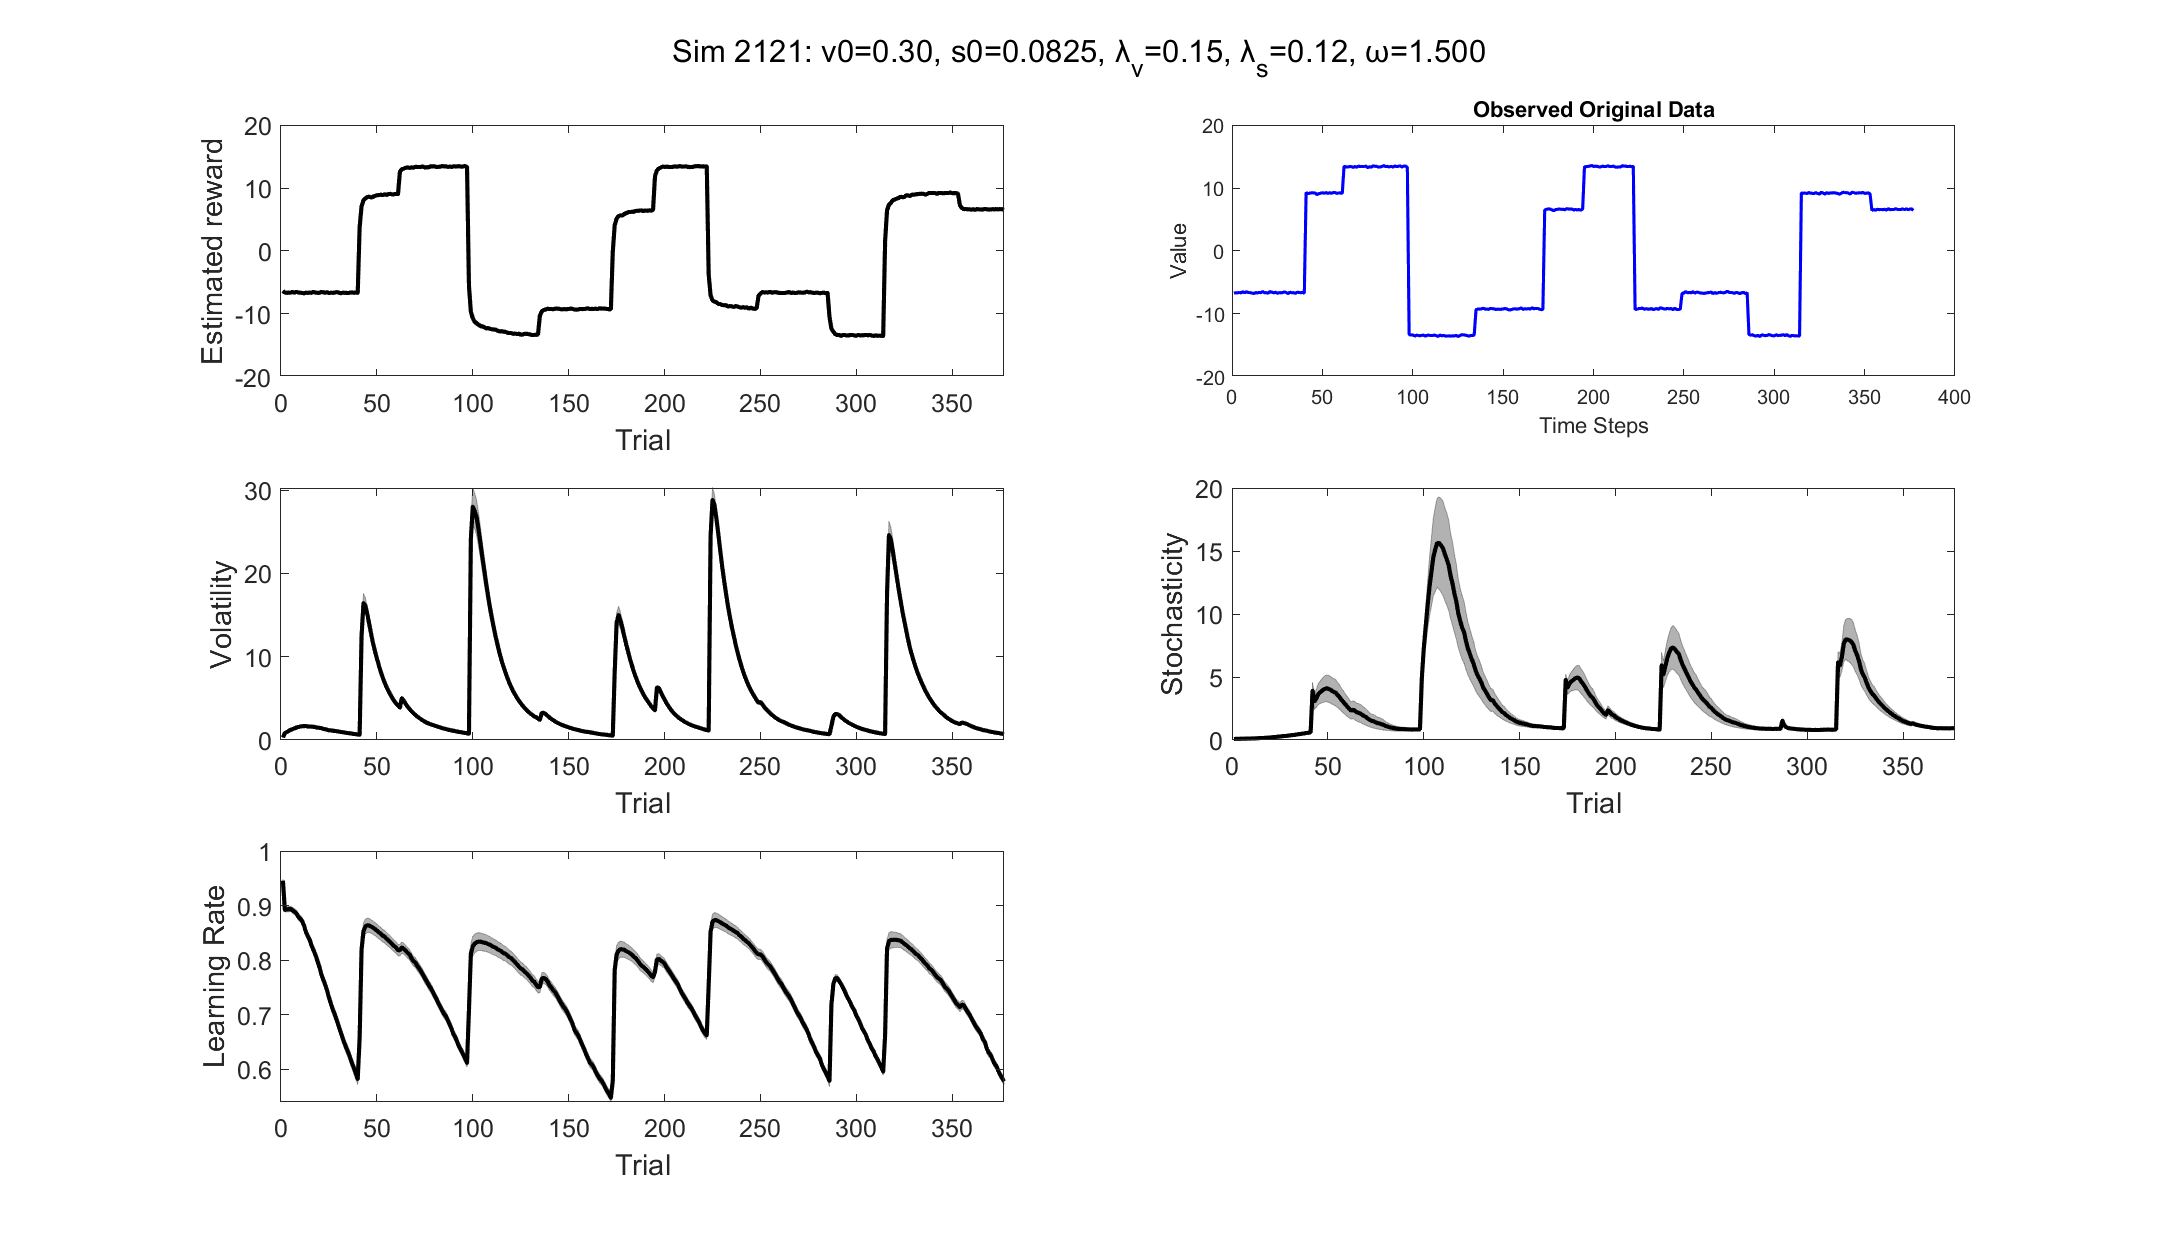 Sim 2121: v0=0.30, s0=0.0825, λ_v=0.15, λ_s=0.12, ω=1.500
Estimated reward
20
10
0
-10
-20
0 50 100 150 200 250 300 350
Trial
Observed Original Data
Value
20
10
0
-10
-20
0 50 100 150 200 250 300 350 400
Time Steps
Volatility
30
20
10
0
0 50 100 150 200 250 300 350
Trial
Stochasticity
20
15
10
5
0
0 50 100 150 200 250 300 350
Trial
Learning Rate
1
0.9
0.8
0.7
0.6
0 50 100 150 200 250 300 350
Trial